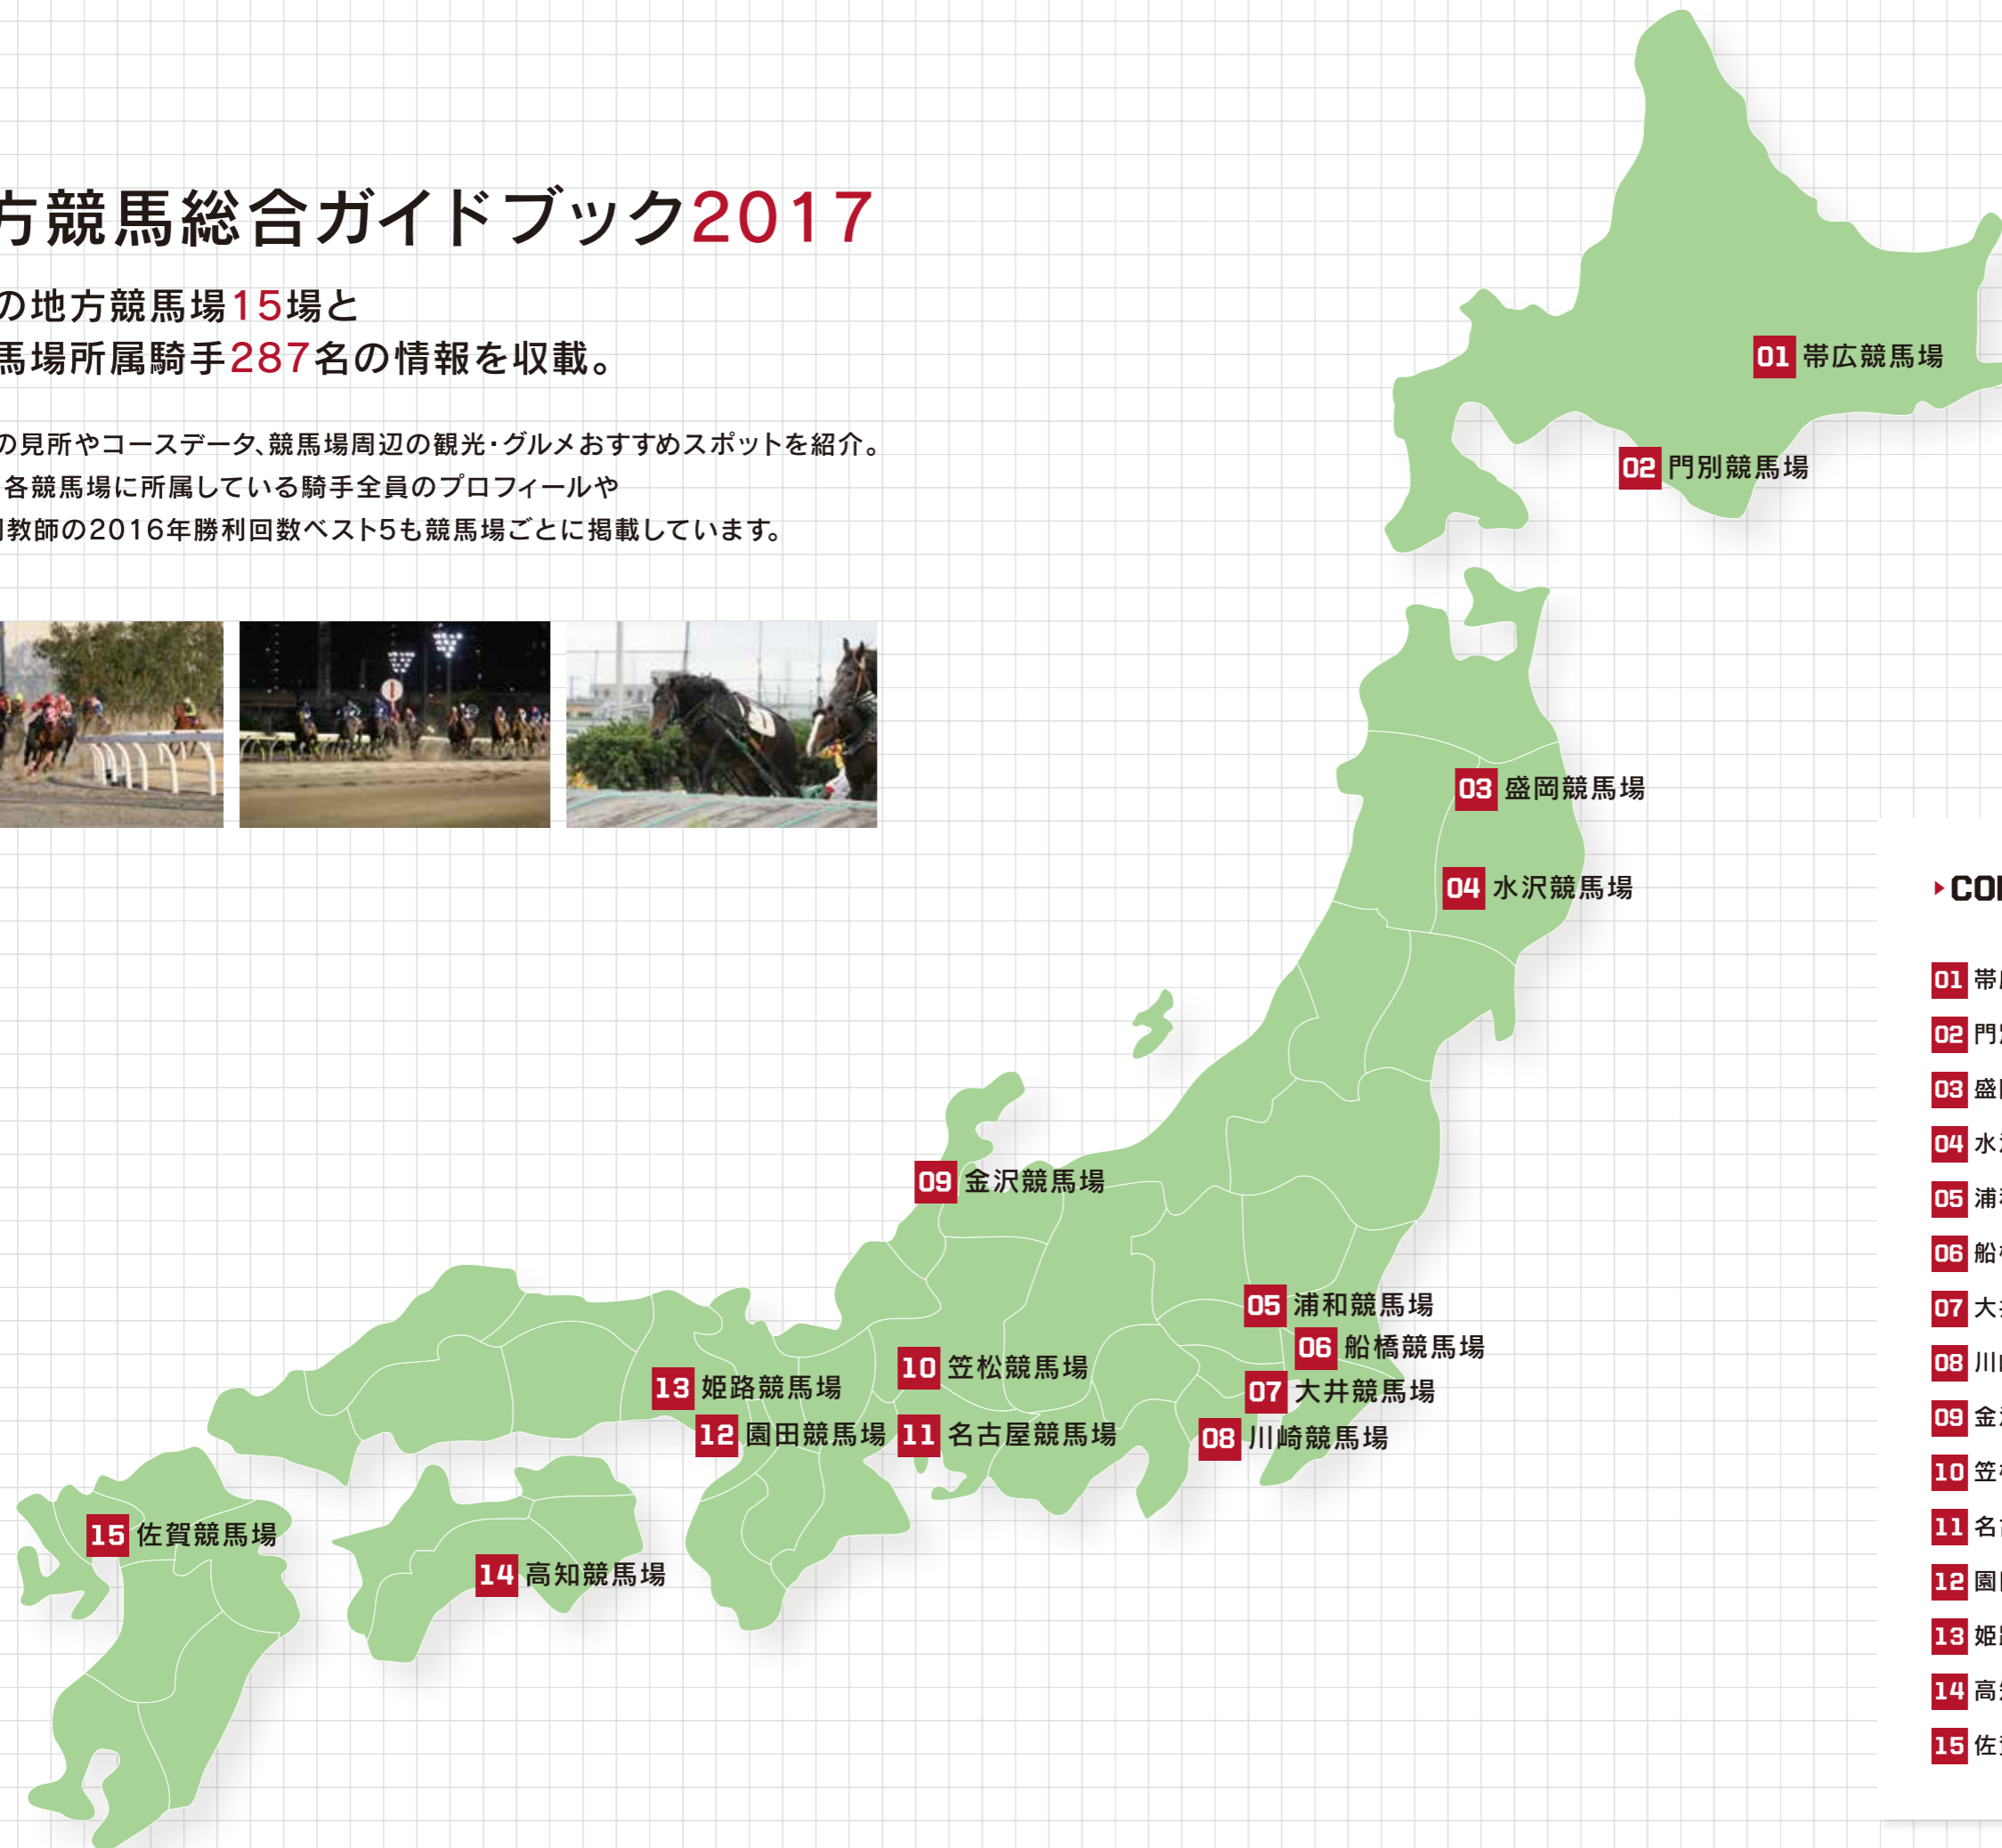 方競馬総合ガイドブック2017
の地方競馬場15場と
馬場所属騎手287名の情報を収載。
の見所やコースデータ、競馬場周辺の観光・グルメおすすめスポットを紹介。
各競馬場に所属している騎手全員のプロフィールや
教師の2016年勝利回数ベスト5も競馬場ごとに掲載しています。
01 帯広競馬場
02 門別競馬場
03 盛岡競馬場
04 水沢競馬場
09 金沢競馬場
05 浦和競馬場
06 船橋競馬場
10 笠松競馬場
07 大井競馬場
13 姫路競馬場
12 園田競馬場
11 名古屋競馬場
08 川崎競馬場
15 佐賀競馬場
14 高知競馬場
CO
01 帯
02 門
03 盛
04 水
05 浦
06 船
07 大
08 川
09 金
10 笠
11 名
12 園
13 姫
14 高
15 佐